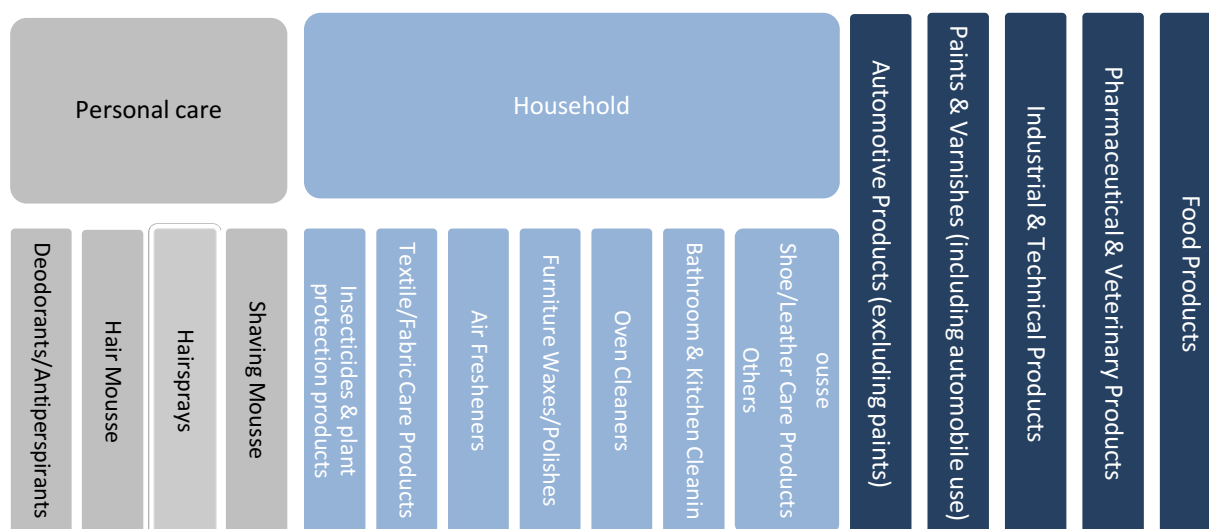 Personal care
Household
Deodorants/Antiperspirants
Hair Mousse
Hairsprays
Shaving Mousse
Insecticides & plant
protection products
Textile/Fabric Care Products
Air Fresheners
Furniture Waxes/Polishes
Oven Cleaners
Bathroom & Kitchen Cleanin
ousse
Shoe/Leather Care Products
Others
Automotive Products (excluding paints)
Paints & Varnishes (including automobile use)
Industrial & Technical Products
Pharmaceutical & Veterinary Products
Food Products